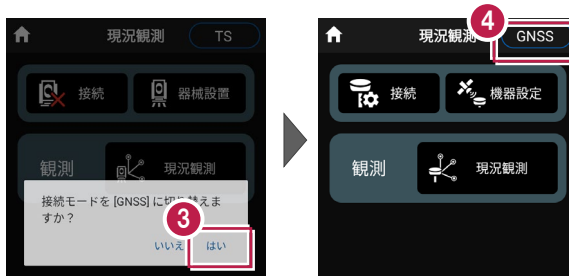 現況観測 TS
接続 器械設置
観測 現況観測
接続モードを [GNSS] に切り替えま
すか？
3
いいえ はい
4
現況観測 GNSS
接続 機器設定
観測 現況観測